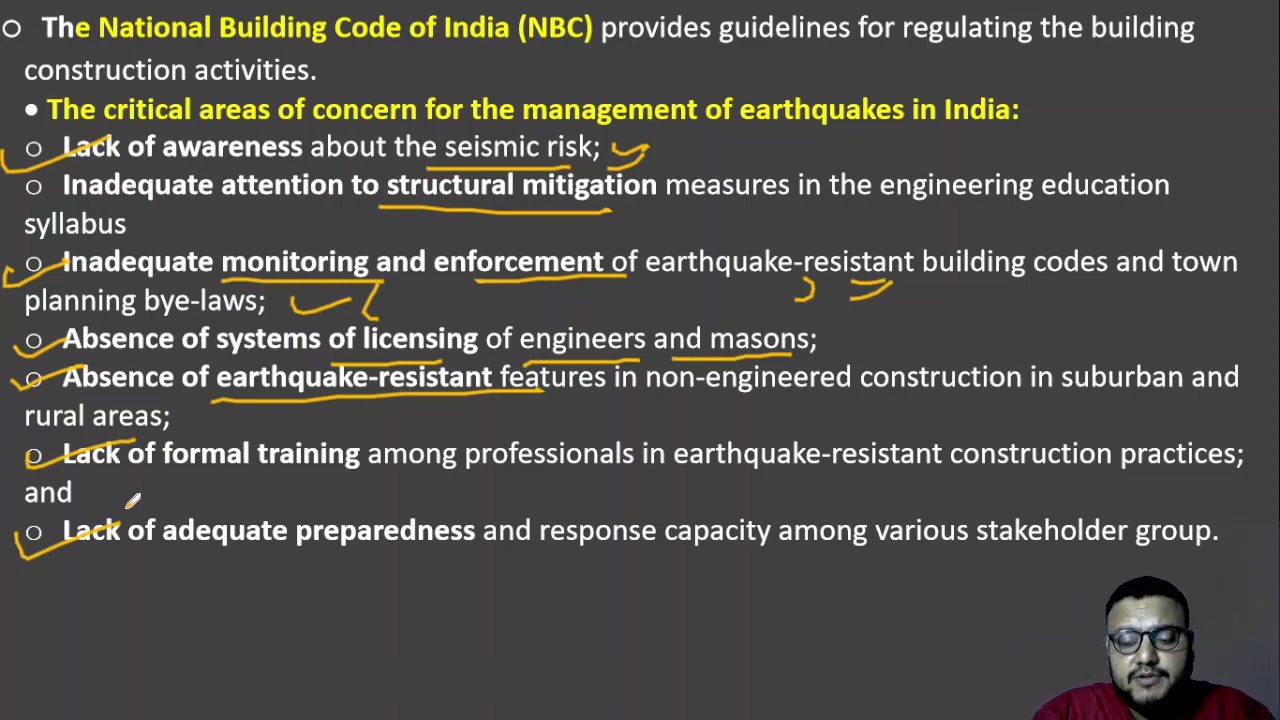 ○ The National Building Code of India (NBC) provides guidelines for regulating the building
construction activities.
• The critical areas of concern for the management of earthquakes in India:
○ Lack of awareness about the seismic risk;
○ Inadequate attention to structural mitigation measures in the engineering education
syllabus
○ Inadequate monitoring and enforcement of earthquake-resistant building codes and town
planning bye-laws;
○ Absence of systems of licensing of engineers and masons;
○ Absence of earthquake-resistant features in non-engineered construction in suburban and
rural areas;
○ Lack of formal training among professionals in earthquake-resistant construction practices;
and
○ Lack of adequate preparedness and response capacity among various stakeholder group.